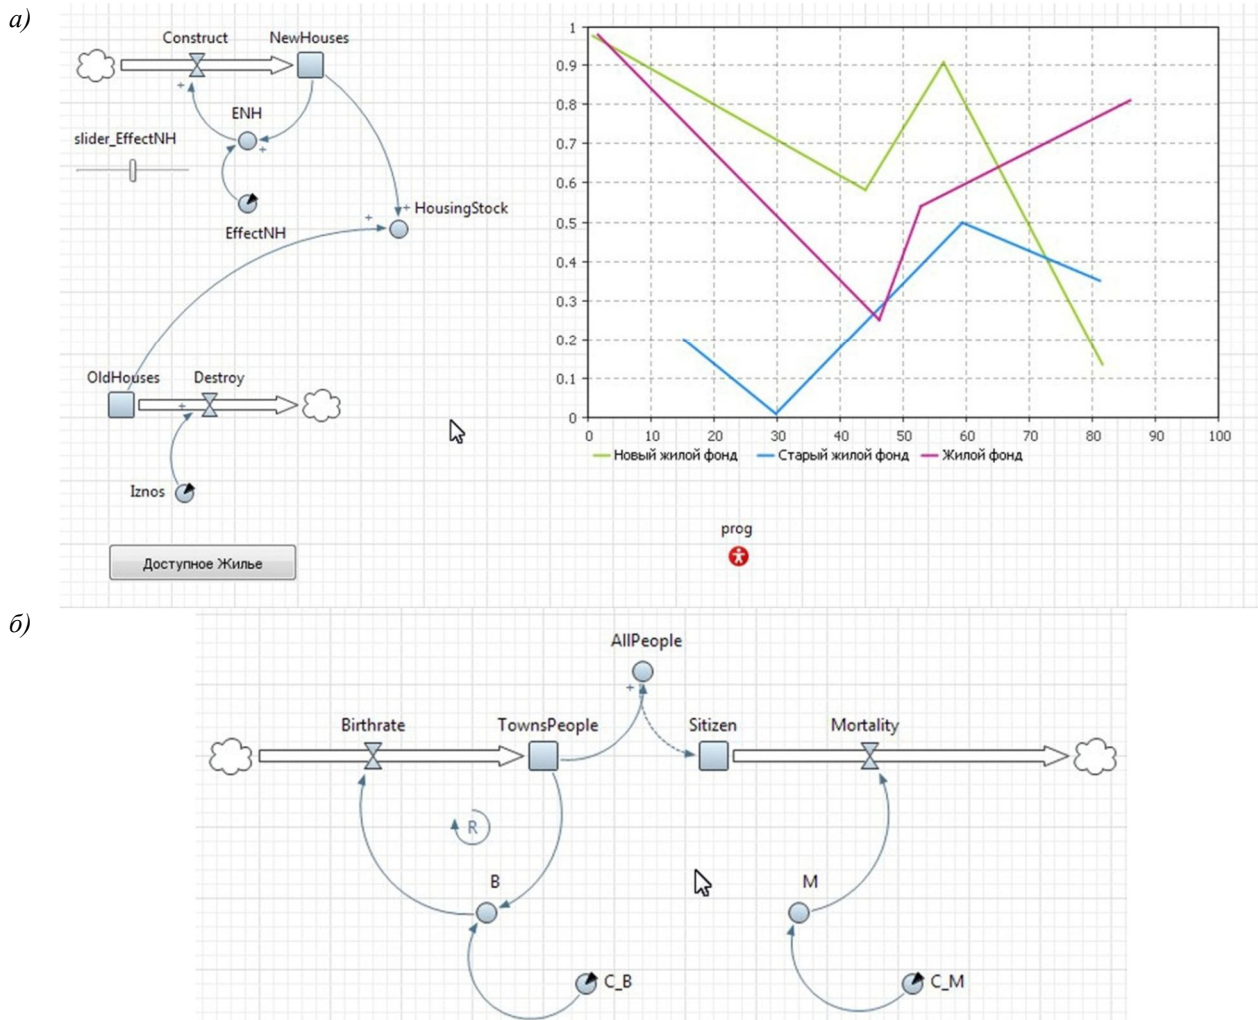 а)
Construct NewHouses
ENH
slider_EffectNH
EffectNH
HousingStock
OldHouses Destroy
Iznos
Доступное Жилье
1
0.9
0.8
0.7
0.6
0.5
0.4
0.3
0.2
0.1
0
0 10 20 30 40 50 60 70 80 90 100
Новый жилой фонд Старый жилой фонд Жилой фонд
prog
б)
AllPeople
Birthrate TownsPeople Sitizen Mortality
R
B M
C_B C_M